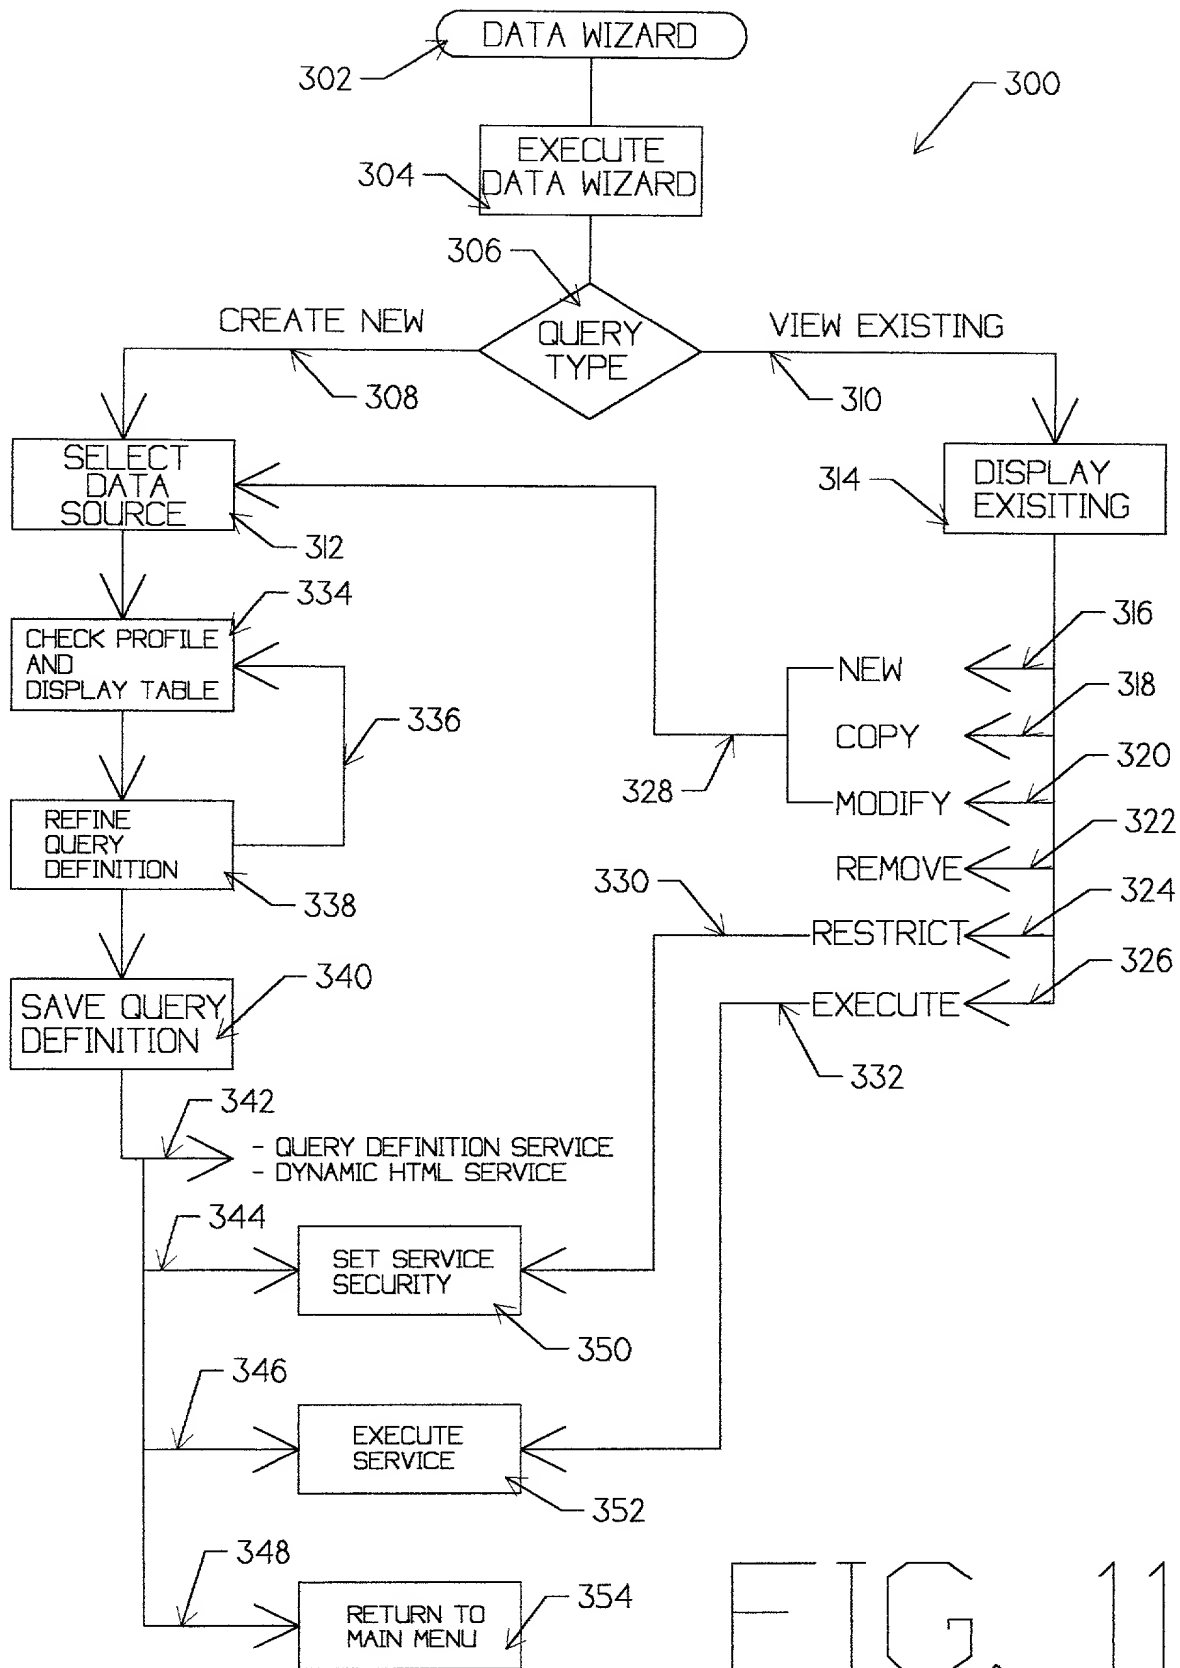 DATA WIZARD
302
300
EXECUTE
DATA WIZARD
304
306
CREATE NEW
QUERY
TYPE
VIEW EXISTING
308
310
SELECT
DATA
SOURCE
312
314
DISPLAY
EXISITING
334
CHECK PROFILE
AND
DISPLAY TABLE
316
NEW
318
COPY
336
320
328
MODIFY
REFINE
QUERY
DEFINITION
322
338
330
REMOVE
324
RESTRICT
340
326
SAVE QUERY
DEFINITION
EXECUTE
332
342
- QUERY DEFINITION SERVICE
- DYNAMIC HTML SERVICE
344
SET SERVICE
SECURITY
350
346
EXECUTE
SERVICE
352
348
354
RETURN TO
MAIN MENU
FIG. 11